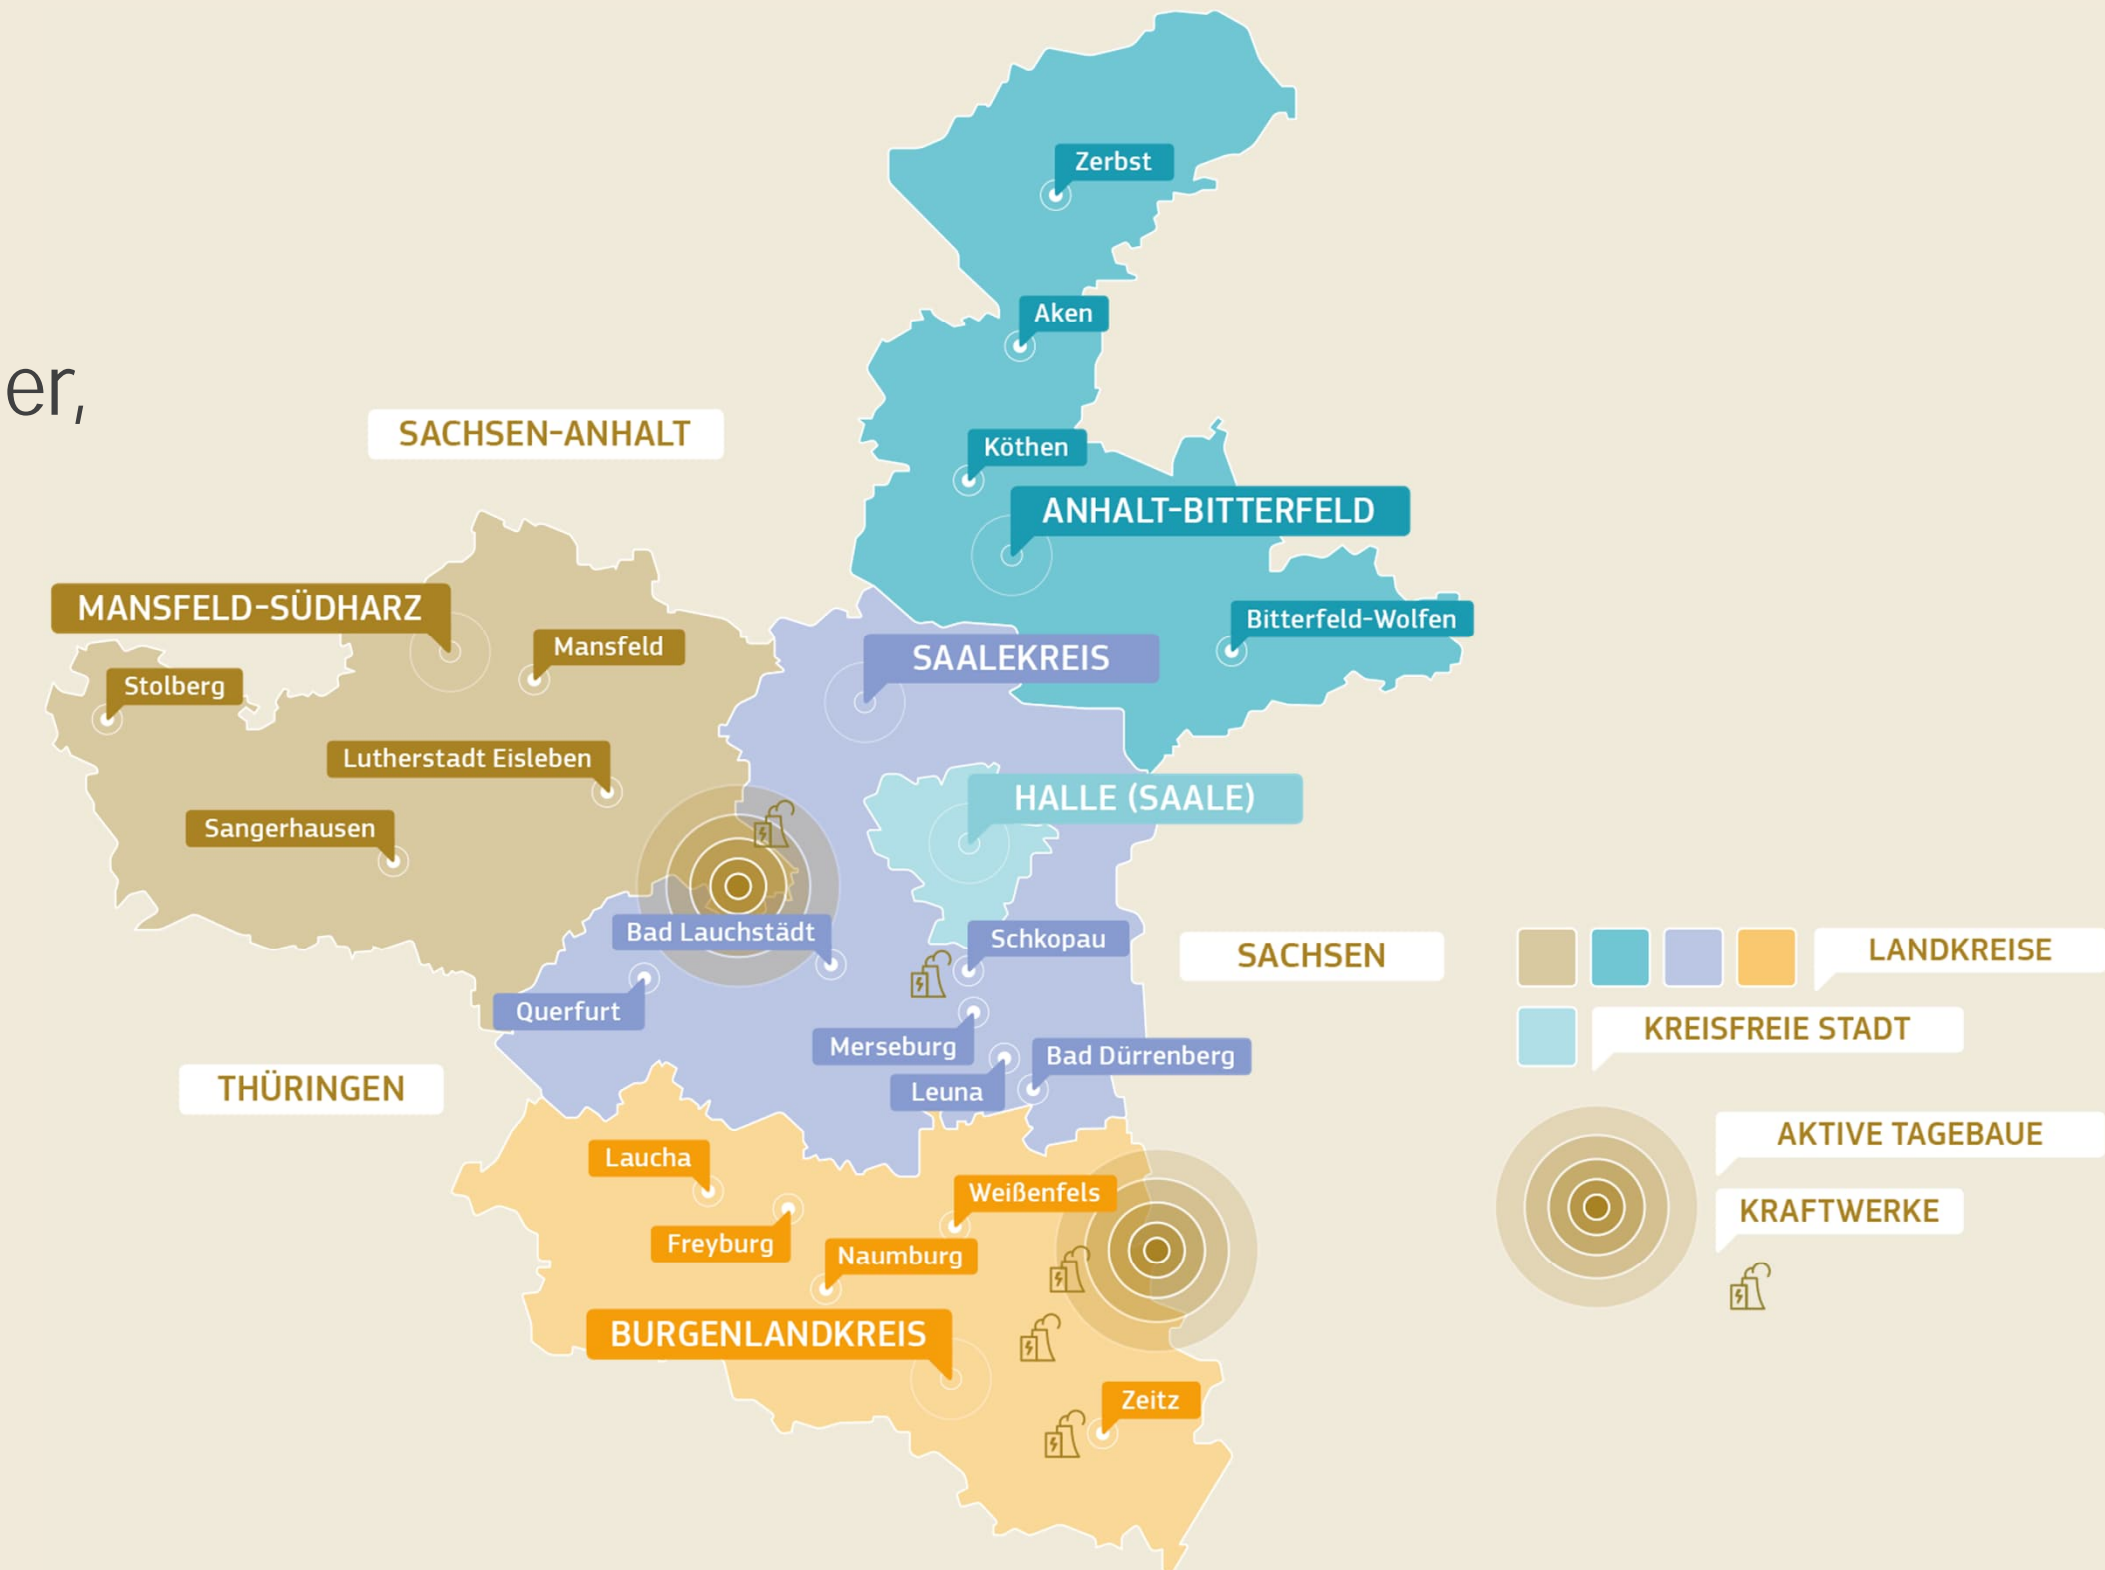 er,
Zerbst
Aken
SACHSEN-ANHALT
Köthen
ANHALT-BITTERFELD
MANSFELD-SÜDHARZ
Mansfeld
Bitterfeld-Wolfen
SAALEKREIS
Stolberg
Lutherstadt Eisleben
HALLE (SAALE)
Sangerhausen
Bad Lauchstädt
Schkopau
SACHSEN
LANDKREISE
Querfurt
KREISFREIE STADT
Merseburg
Bad Dürrenberg
THÜRINGEN
Leuna
AKTIVE TAGEBAUE
Laucha
Weißenfels
KRAFTWERKE
Freyburg
Naumburg
BURGENLANDKREIS
Zeitz